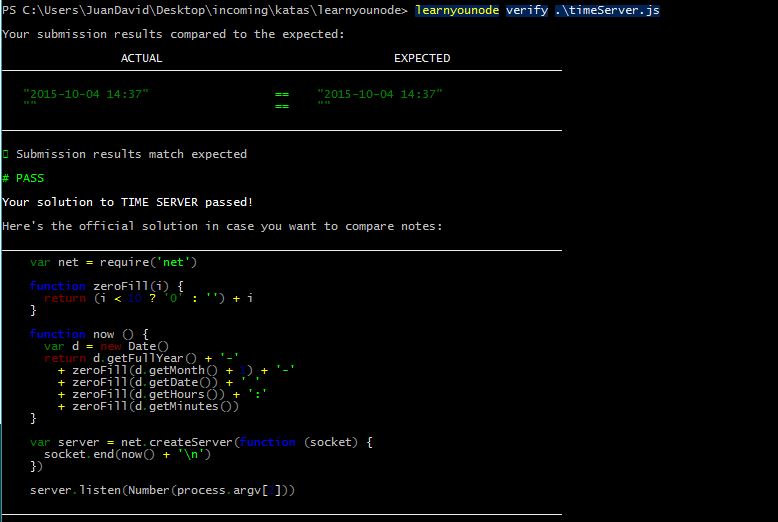 PS C:\Users\JuanDavid\Desktop\incoming\katas\learnyounode> learnyounode verify .\timeServer.js
Your submission results compared to the expected:
ACTUAL EXPECTED
"2015-10-04 14:37" == "2015-10-04 14:37"
"" == ""
Submission results match expected
# PASS
Your solution to TIME SERVER passed!
Here's the official solution in case you want to compare notes:
var net = require('net')
function zeroFill(i) {
return (i < 10 ? '0' : '') + i
}
function now () {
var d = new Date()
return d.getFullYear() + '-'
+ zeroFill(d.getMonth() + 1) + '-'
+ zeroFill(d.getDate()) + ' '
+ zeroFill(d.getHours()) + ':'
+ zeroFill(d.getMinutes())
}
var server = net.createServer(function (socket) {
socket.end(now() + '\n')
})
server.listen(Number(process.argv[2]))